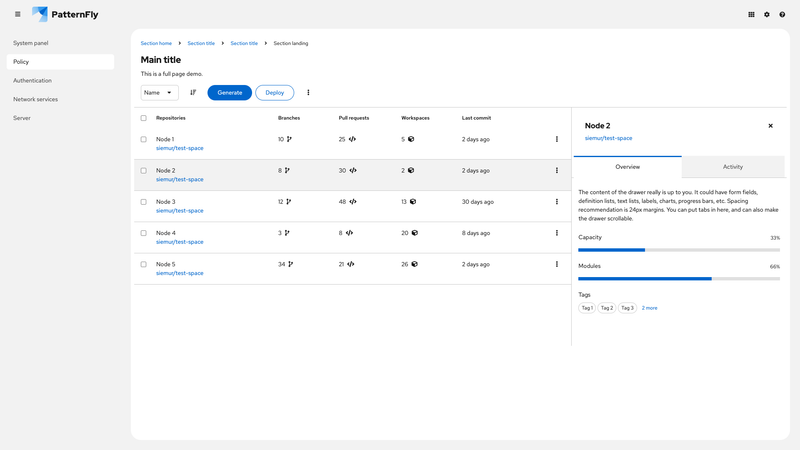 PatternFly
System panel
Policy
Authentication
Network services
Server
Section home > Section title > Section title > Section landing
Main title
This is a full page demo.
Name
Generate
Deploy
Repositories Branches Pull requests Workspaces Last commit
Node 1 10 25 5 2 days ago
siemur/test-space
Node 2 8 30 2 2 days ago
siemur/test-space
Node 3 12 48 13 30 days ago
siemur/test-space
Node 4 3 8 20 8 days ago
siemur/test-space
Node 5 34 21 26 2 days ago
siemur/test-space
Node 2
siemur/test-space
Overview Activity
The content of the drawer really is up to you. It could have form fields,
definition lists, text lists, labels, charts, progress bars, etc. Spacing
recommendation is 24px margins. You can put tabs in here, and can also make
the drawer scrollable.
Capacity 33%
Modules 66%
Tags
Tag 1 Tag 2 Tag 3 2 more